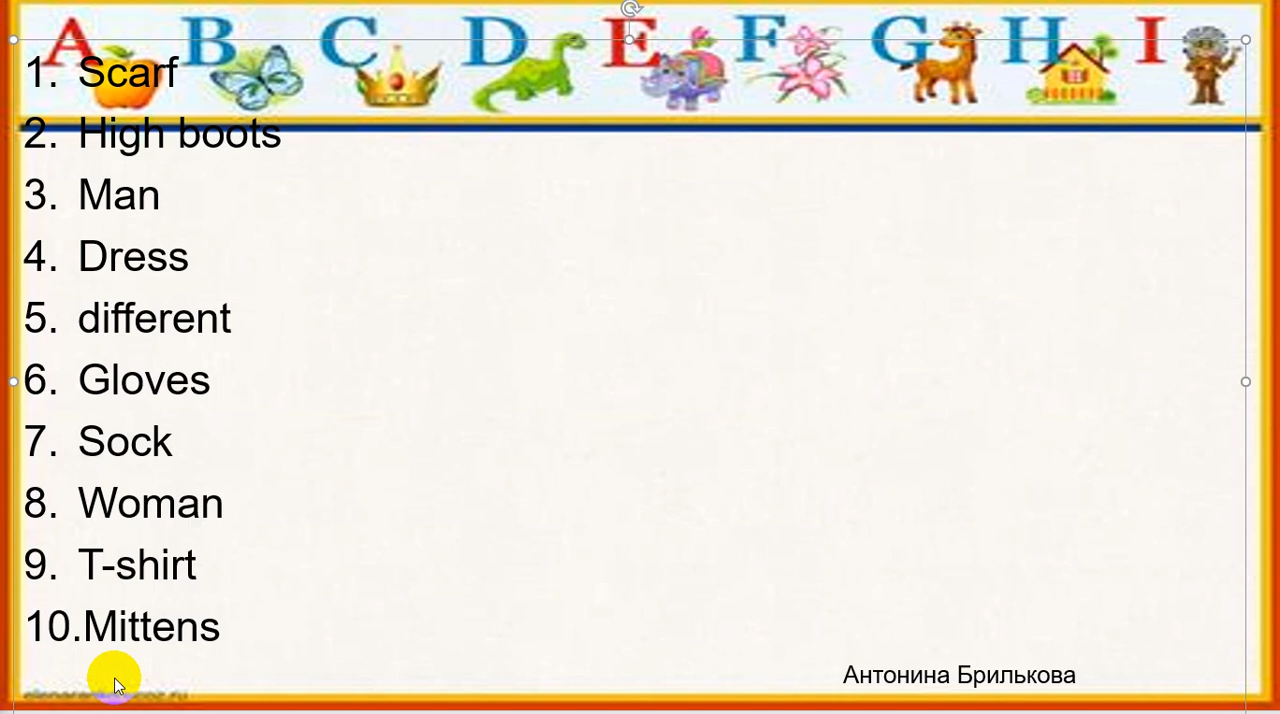 A B C D E F G H I
1. Scarf
2. High boots
3. Man
4. Dress
5. different
6. Gloves
7. Sock
8. Woman
9. T-shirt
10.Mittens
Антонина Брилькова